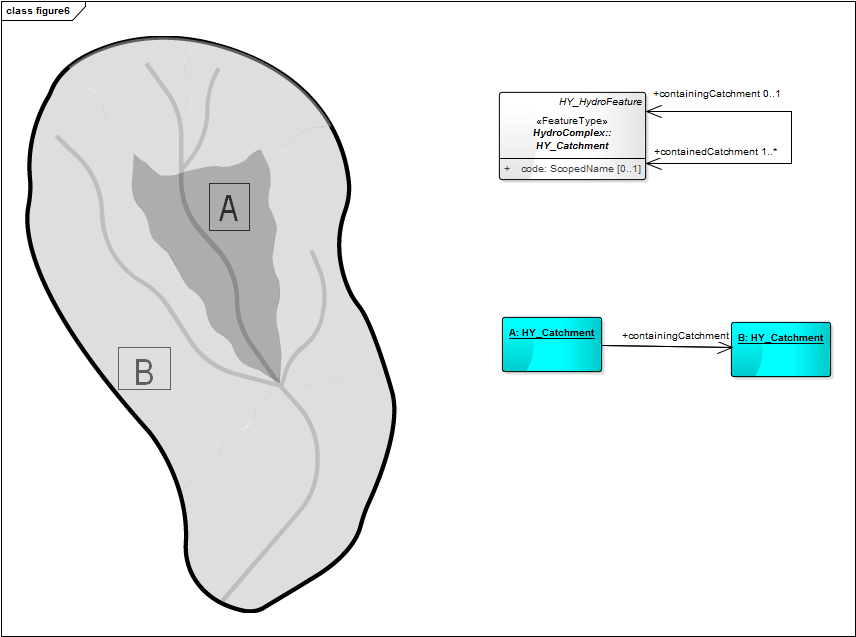 class figure6
A
B
+containingCatchment 0..1
HY_HydroFeature
«FeatureType»
HydroComplex::
HY_Catchment
+containedCatchment 1..*
+ code: ScopedName [0..1]
A: HY_Catchment
+containingCatchment
B: HY_Catchment